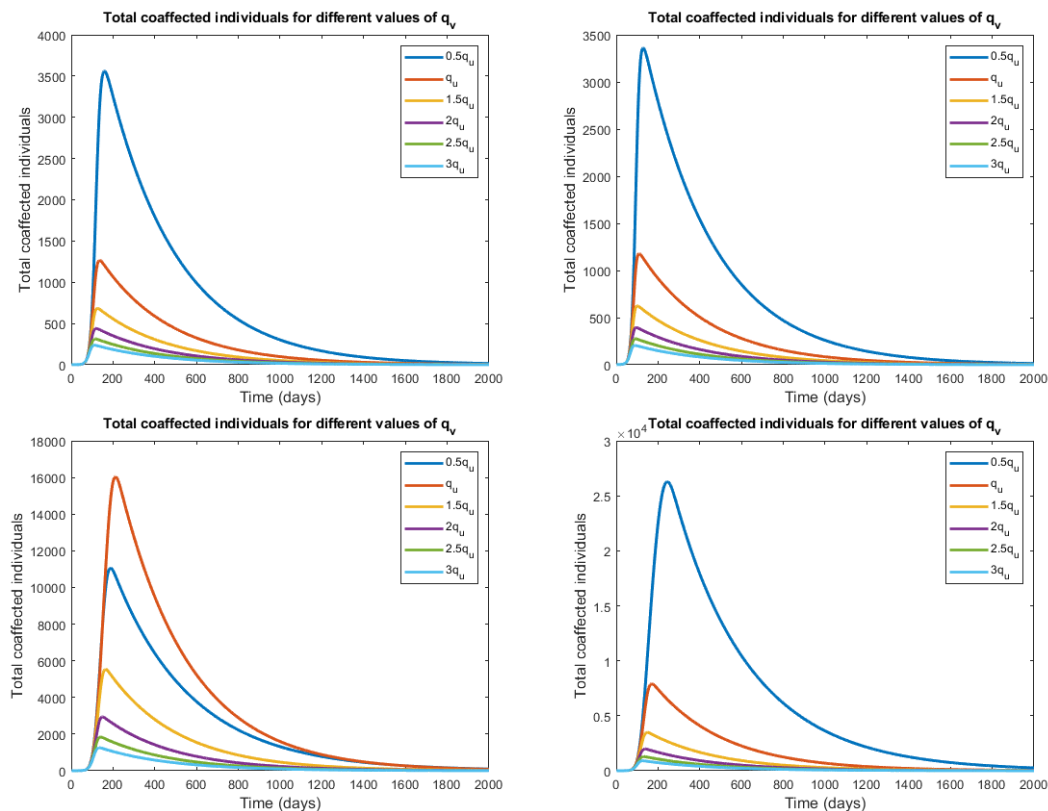 Total coaffected individuals for different values of q_v
4000
3500
3000
2500
2000
1500
1000
500
0
Total coaffected individuals
0.5q_u
q_u
1.5q_u
2q_u
2.5q_u
3q_u
0 200 400 600 800 1000 1200 1400 1600 1800 2000
Time (days)
Total coaffected individuals for different values of q_v
3500
3000
2500
2000
1500
1000
500
0
Total coaffected individuals
0.5q_u
q_u
1.5q_u
2q_u
2.5q_u
3q_u
0 200 400 600 800 1000 1200 1400 1600 1800 2000
Time (days)
Total coaffected individuals for different values of q_v
18000
16000
14000
12000
10000
8000
6000
4000
2000
0
Total coaffected individuals
0.5q_u
q_u
1.5q_u
2q_u
2.5q_u
3q_u
0 200 400 600 800 1000 1200 1400 1600 1800 2000
Time (days)
Total coaffected individuals for different values of q_v
× 10^4
3
2.5
2
1.5
1
0.5
0
Total coaffected individuals
0.5q_u
q_u
1.5q_u
2q_u
2.5q_u
3q_u
0 200 400 600 800 1000 1200 1400 1600 1800 2000
Time (days)